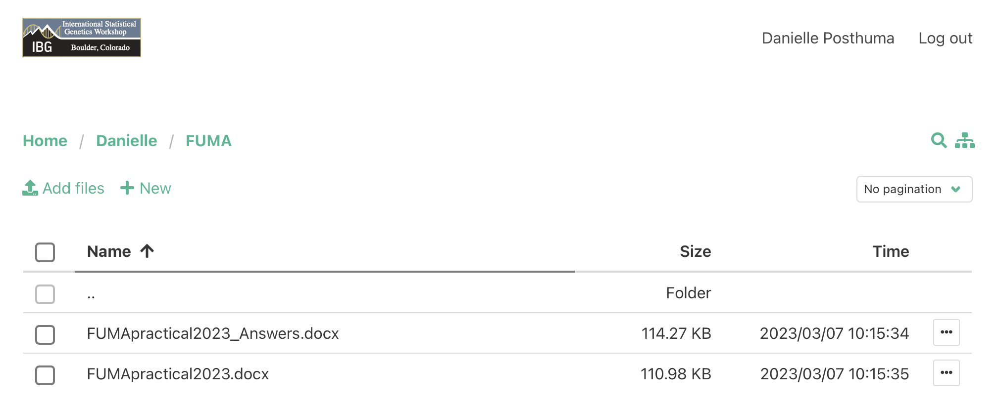 International Statistical
Genetics Workshop
IBG
Boulder, Colorado
Danielle Posthuma Log out
Home / Danielle / FUMA
Add files New
No pagination
Name Size Time
.. Folder
FUMApractical2023_Answers.docx 114.27 KB 2023/03/07 10:15:34
FUMApractical2023.docx 110.98 KB 2023/03/07 10:15:35